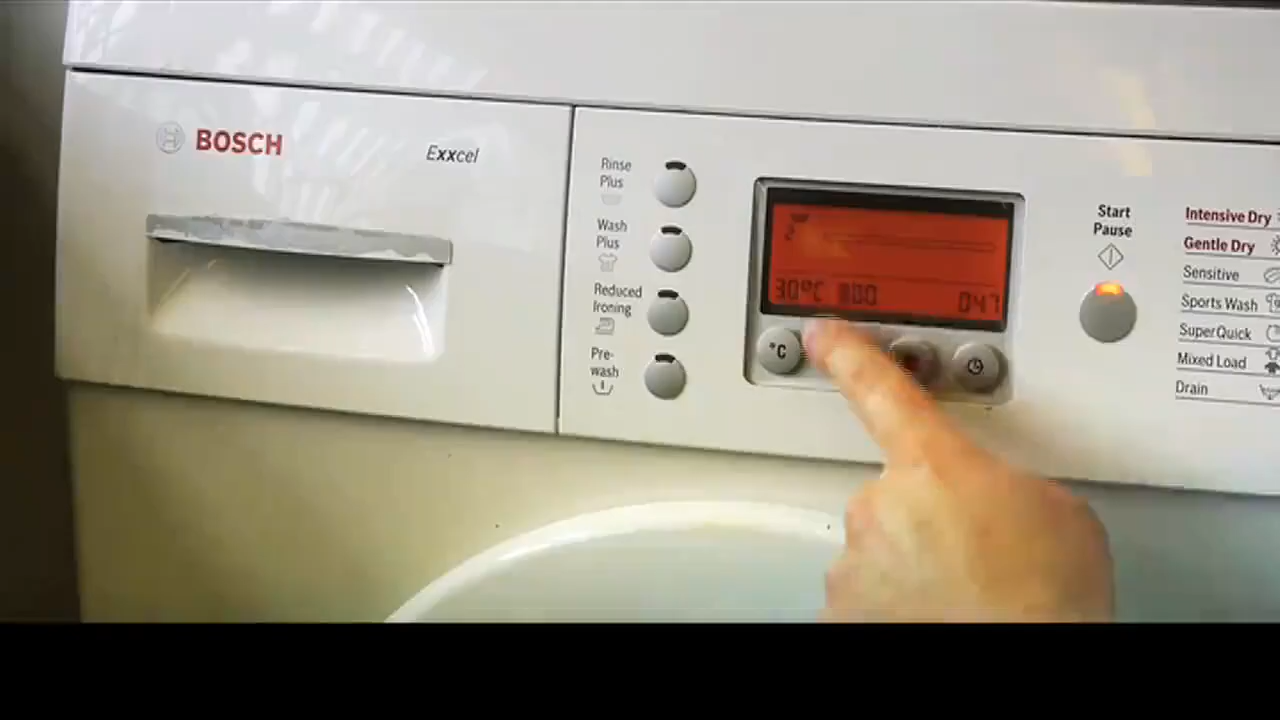 BOSCH
Exxcel
Rinse
Plus
Wash
Plus
Reduced
Ironing
Pre-
wash
30°C
047
°C
Start
Pause
Intensive Dry
Gentle Dry
Sensitive
Sports Wash
SuperQuick
Mixed Load
Drain